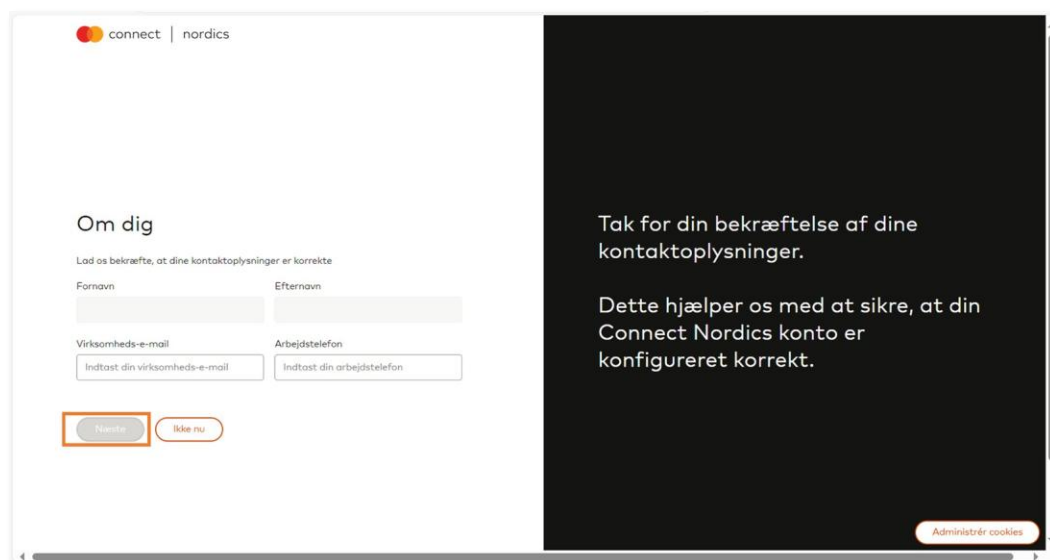 connect | nordics
Om dig
Lad os bekræfte, at dine kontaktoplysninger er korrekte
Fornavn
Efternavn
Virksomheds-e-mail
Arbejdstelefon
Indtast din virksomheds-e-mail
Indtast din arbejdstelefon
Næste
Ikke nu
Tak for din bekræftelse af dine
kontaktoplysninger.
Dette hjælper os med at sikre, at din
Connect Nordics konto er
konfigureret korrekt.
Administrér cookies